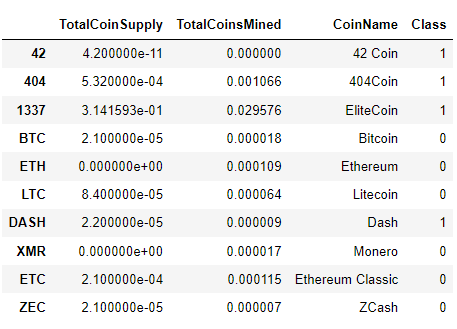 TotalCoinSupply TotalCoinsMined CoinName Class
42 4.200000e-11 0.000000 42 Coin 1
404 5.320000e-04 0.001066 404Coin 1
1337 3.141593e-01 0.029576 EliteCoin 1
BTC 2.100000e-05 0.000018 Bitcoin 0
ETH 0.000000e+00 0.000109 Ethereum 0
LTC 8.400000e-05 0.000064 Litecoin 0
DASH 2.200000e-05 0.000009 Dash 1
XMR 0.000000e+00 0.000017 Monero 0
ETC 2.100000e-04 0.000115 Ethereum Classic 0
ZEC 2.100000e-05 0.000007 ZCash 0